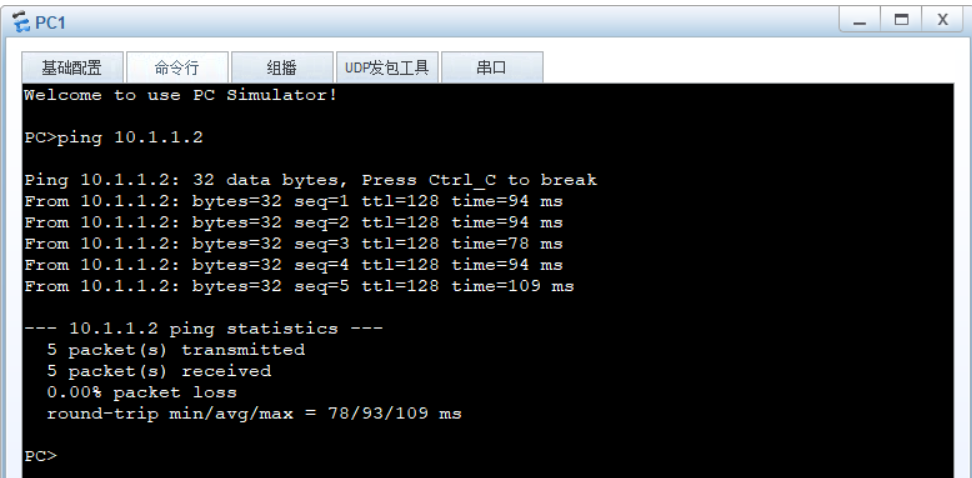 PC1
基础配置 命令行 组播 UDP发包工具 串口
Welcome to use PC Simulator!
PC>ping 10.1.1.2
Ping 10.1.1.2: 32 data bytes, Press Ctrl_C to break
From 10.1.1.2: bytes=32 seq=1 ttl=128 time=94 ms
From 10.1.1.2: bytes=32 seq=2 ttl=128 time=94 ms
From 10.1.1.2: bytes=32 seq=3 ttl=128 time=78 ms
From 10.1.1.2: bytes=32 seq=4 ttl=128 time=94 ms
From 10.1.1.2: bytes=32 seq=5 ttl=128 time=109 ms
--- 10.1.1.2 ping statistics ---
5 packet(s) transmitted
5 packet(s) received
0.00% packet loss
round-trip min/avg/max = 78/93/109 ms
PC>